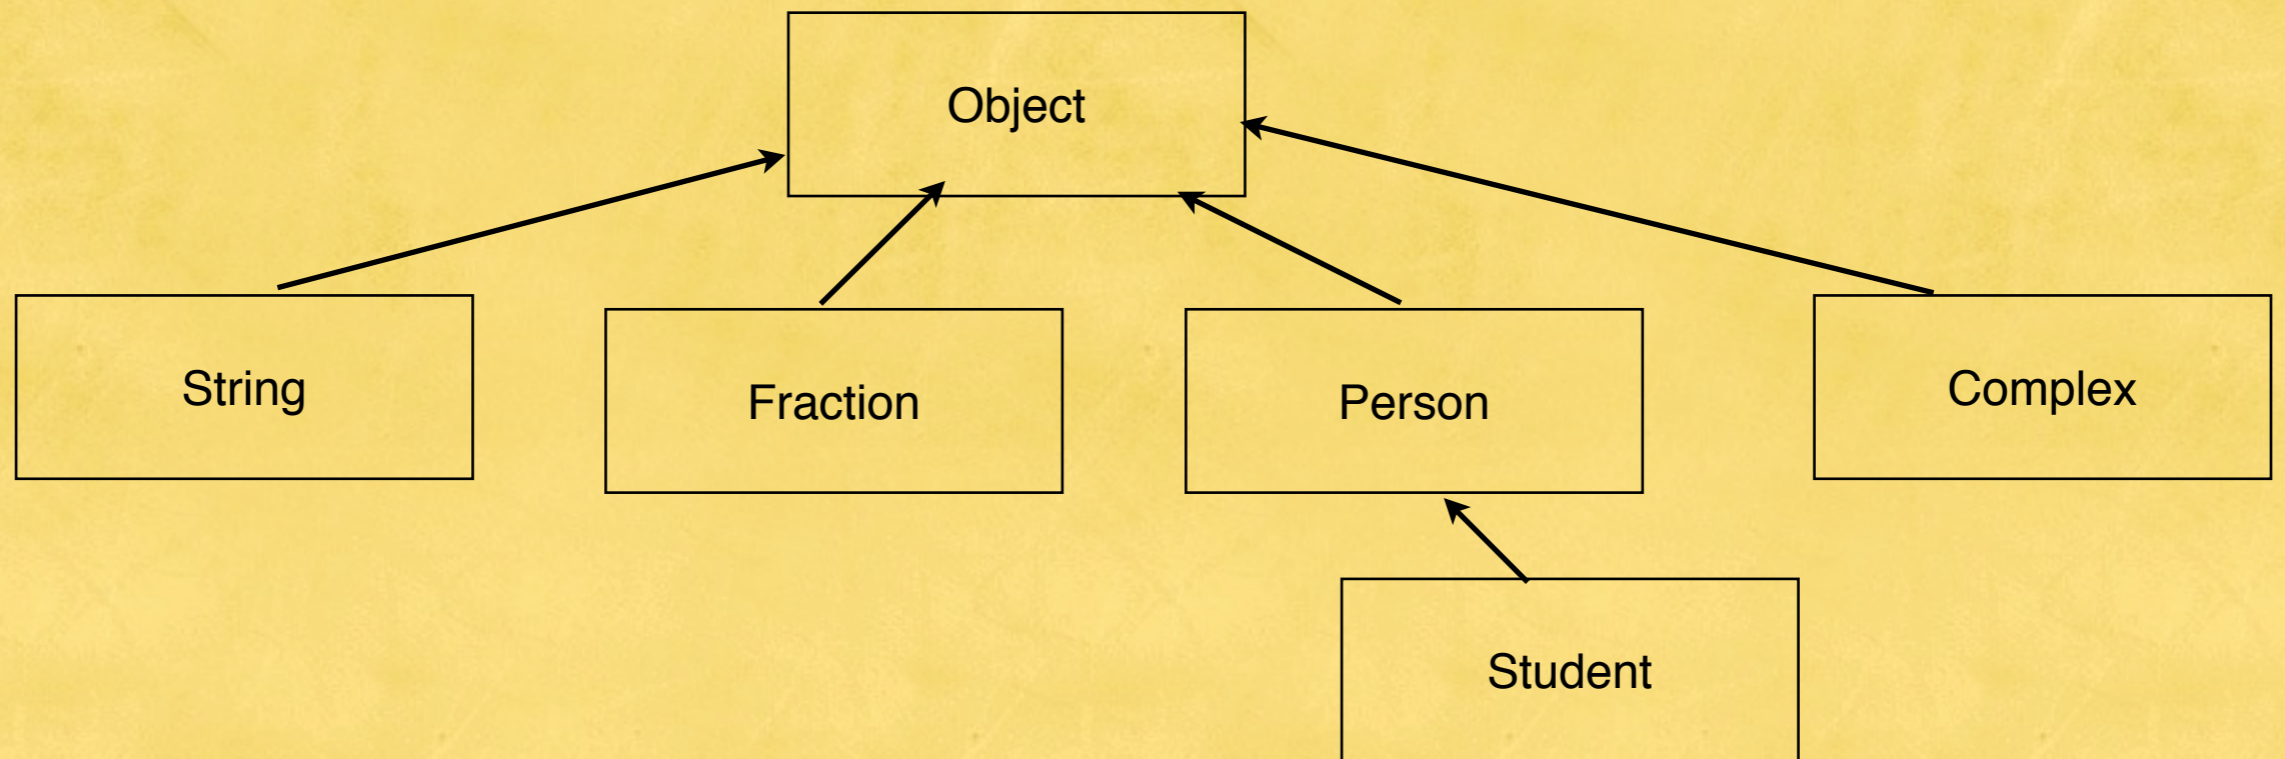 Object
String
Fraction
Person
Complex
Student